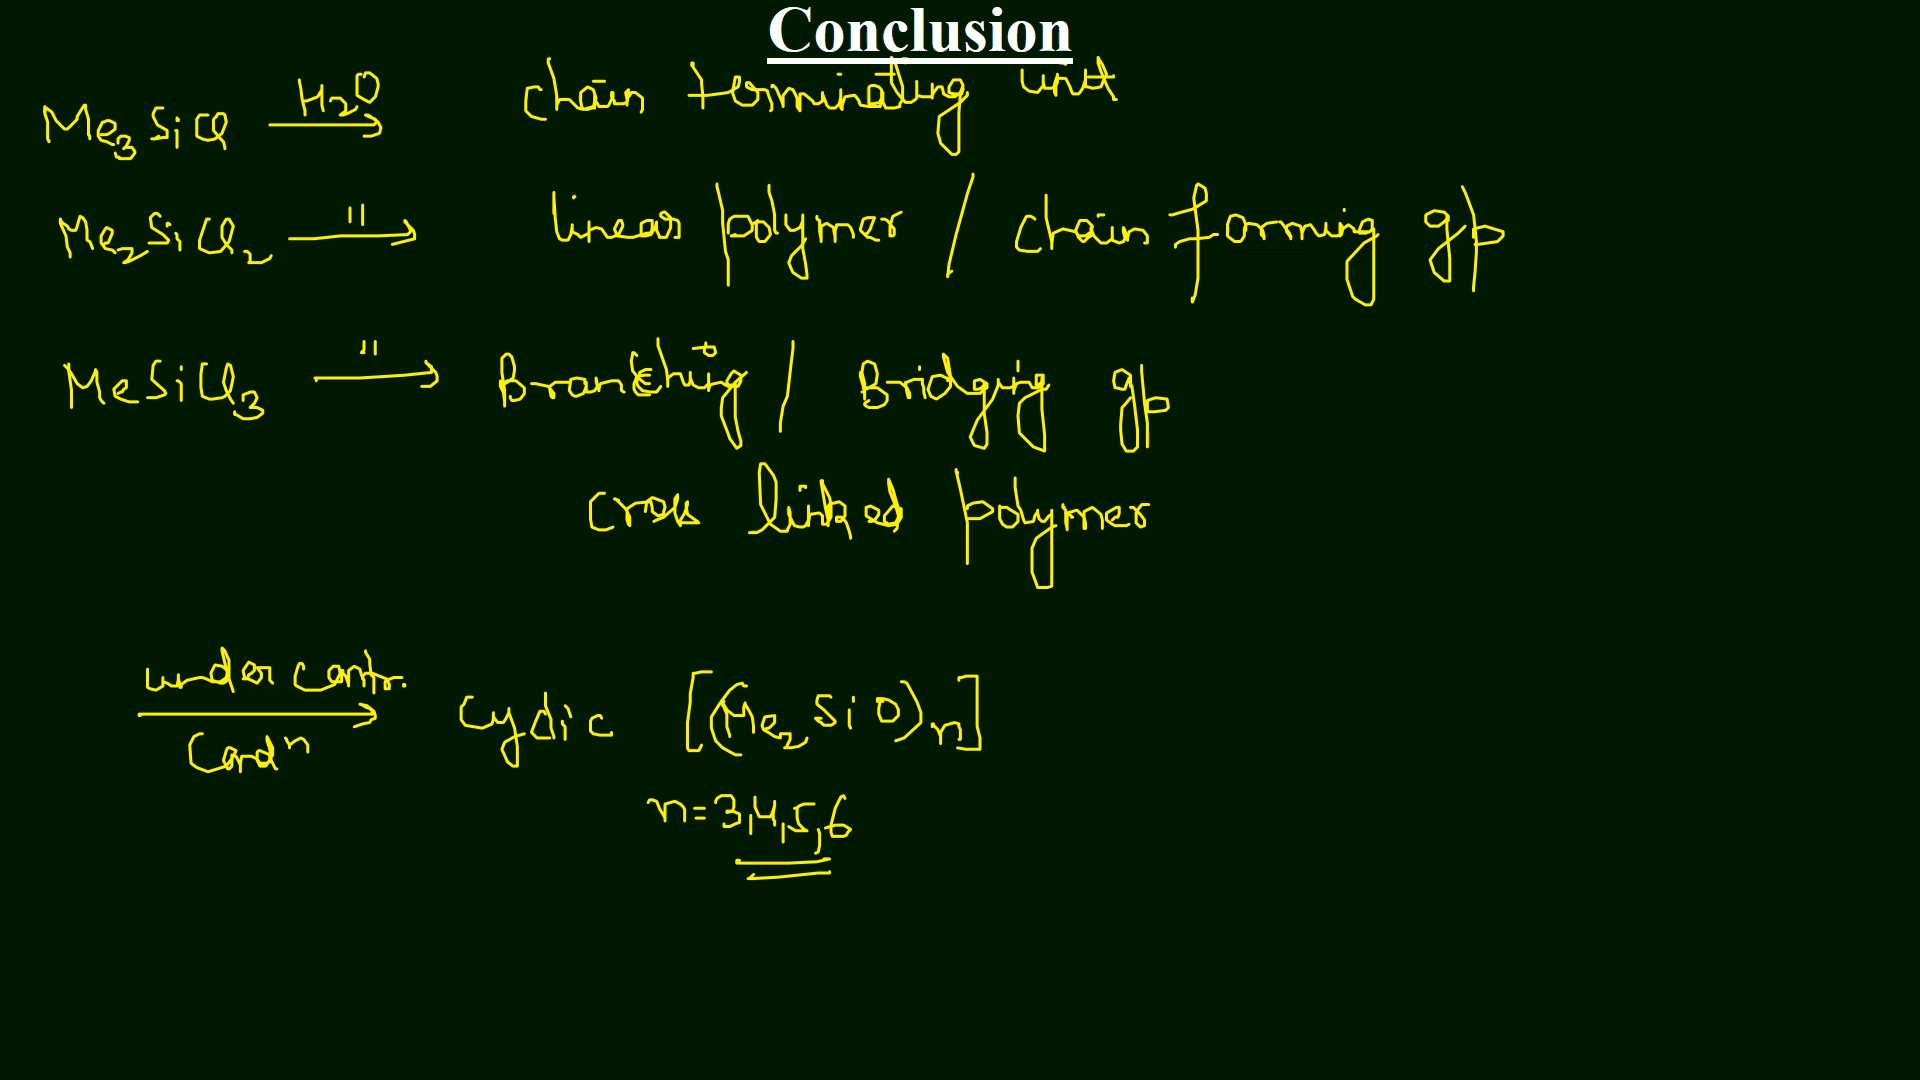 Conclusion
Me₃SiCl H₂O → chain terminating unit
Me₂SiCl₂ " → linear polymer / chain forming gp
MeSiCl₃ " → Branching / Bridging gp
cross linked polymer
under contr. → Condⁿ cyclic [(Me₂SiO)ₙ]
n=3,4,5,6